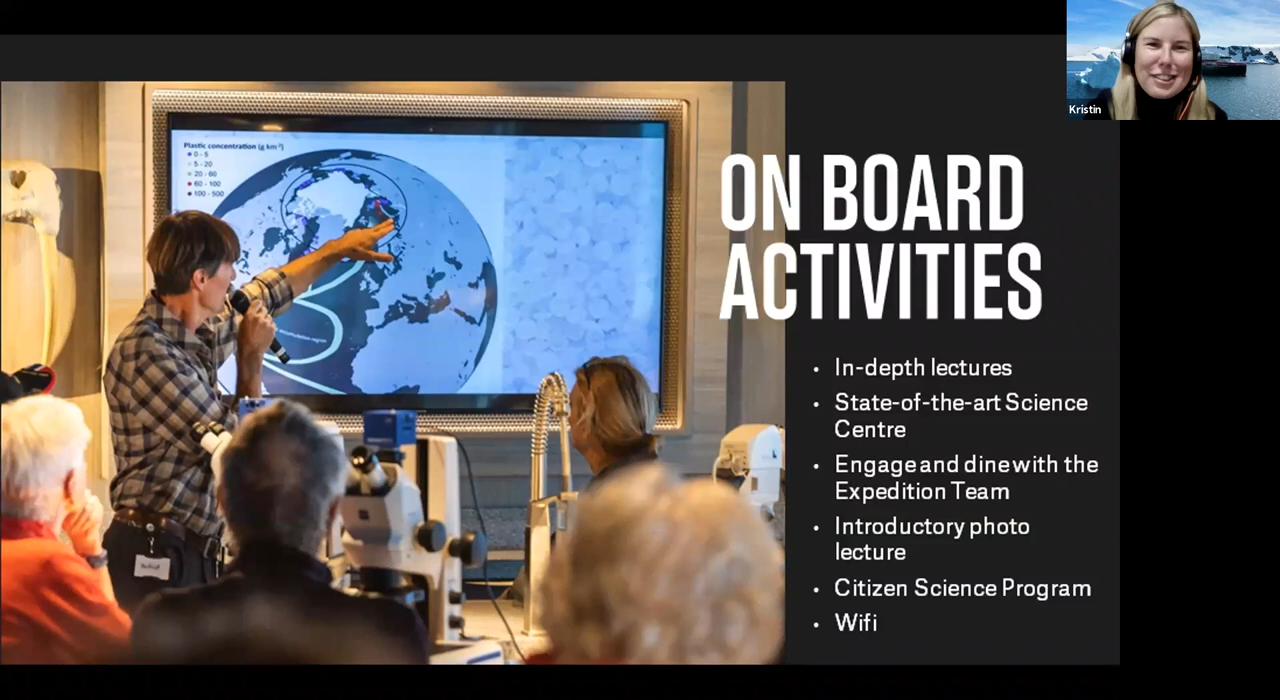 Kristin
Plastic concentration (g km⁻²)
0 - 5
5 - 20
20 - 60
60 - 100
100 - 500
ON BOARD
ACTIVITIES
• In-depth lectures
• State-of-the-art Science
Centre
• Engage and dine with the
Expedition Team
• Introductory photo
lecture
• Citizen Science Program
• Wifi